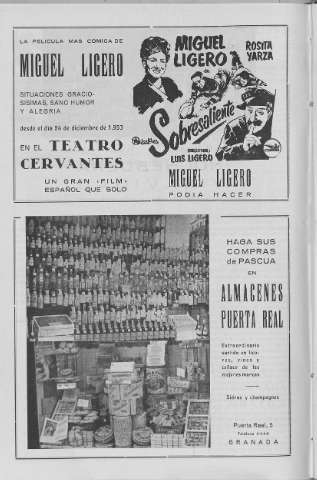 LA PELICULA MAS COMICA DE
MIGUEL LIGERO
SITUACIONES GRACIO-
SISIMAS, SANO HUMOR
Y ALEGRIA
desde el día 24 de diciembre de 1.953
EN EL TEATRO
CERVANTES
UN GRAN «FILM»
ESPAÑOL QUE SOLO
MIGUEL
LIGERO
ROSITA
YARZA
Sobresaliente
LUIS LIGERO
MIGUEL LIGERO
PODIA HACER
HAGA SUS
COMPRAS
de PASCUA
EN
ALMACENES
PUERTA REAL
Extraordinario
surtido en lico-
res, vinos y
coñacs de las
mejores marcas
Sidras y champagnes
Puerta Real, 5
GRANADA